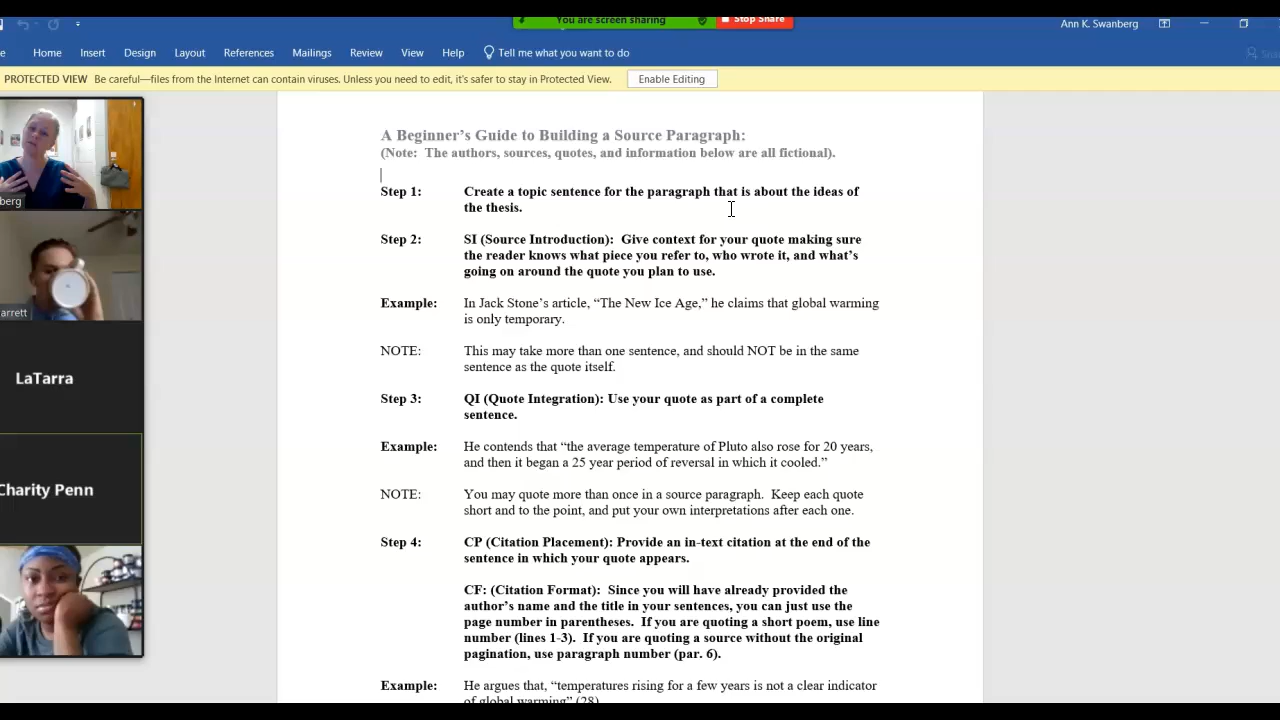 You are screen sharing
Stop Share
Ann K. Swanberg
e Home Insert Design Layout References Mailings Review View Help Tell me what you want to do
PROTECTED VIEW Be careful—files from the Internet can contain viruses. Unless you need to edit, it's safer to stay in Protected View. Enable Editing
A Beginner's Guide to Building a Source Paragraph:
(Note: The authors, sources, quotes, and information below are all fictional).
Step 1: Create a topic sentence for the paragraph that is about the ideas of
the thesis.
Step 2: SI (Source Introduction): Give context for your quote making sure
the reader knows what piece you refer to, who wrote it, and what's
going on around the quote you plan to use.
Example: In Jack Stone's article, “The New Ice Age,” he claims that global warming
is only temporary.
NOTE: This may take more than one sentence, and should NOT be in the same
sentence as the quote itself.
Step 3: QI (Quote Integration): Use your quote as part of a complete
sentence.
Example: He contends that “the average temperature of Pluto also rose for 20 years,
and then it began a 25 year period of reversal in which it cooled.”
NOTE: You may quote more than once in a source paragraph. Keep each quote
short and to the point, and put your own interpretations after each one.
Step 4: CP (Citation Placement): Provide an in-text citation at the end of the
sentence in which your quote appears.
CF: (Citation Format): Since you will have already provided the
author's name and the title in your sentences, you can just use the
page number in parentheses. If you are quoting a short poem, use line
number (lines 1-3). If you are quoting a source without the original
pagination, use paragraph number (par. 6).
Example: He argues that, “temperatures rising for a few years is not a clear indicator
of global warming” (28).
berg
arrett
LaTarra
Charity Penn